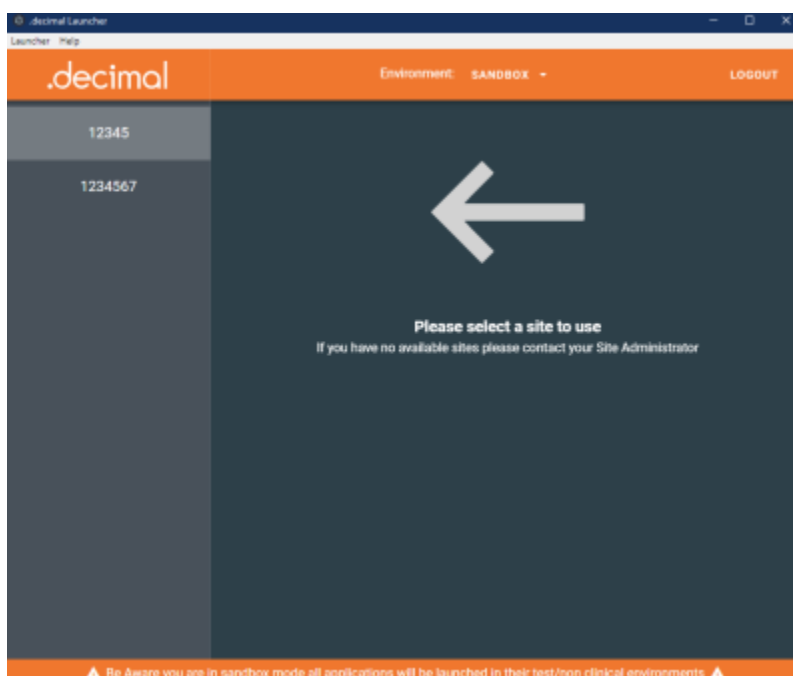 .decimal Launcher
Launcher Help
.decimal
Environment: SANDBOX
LOGOUT
12345
1234567
Please select a site to use
If you have no available sites please contact your Site Administrator
Be Aware you are in sandbox mode all applications will be launched in their test/non clinical environments